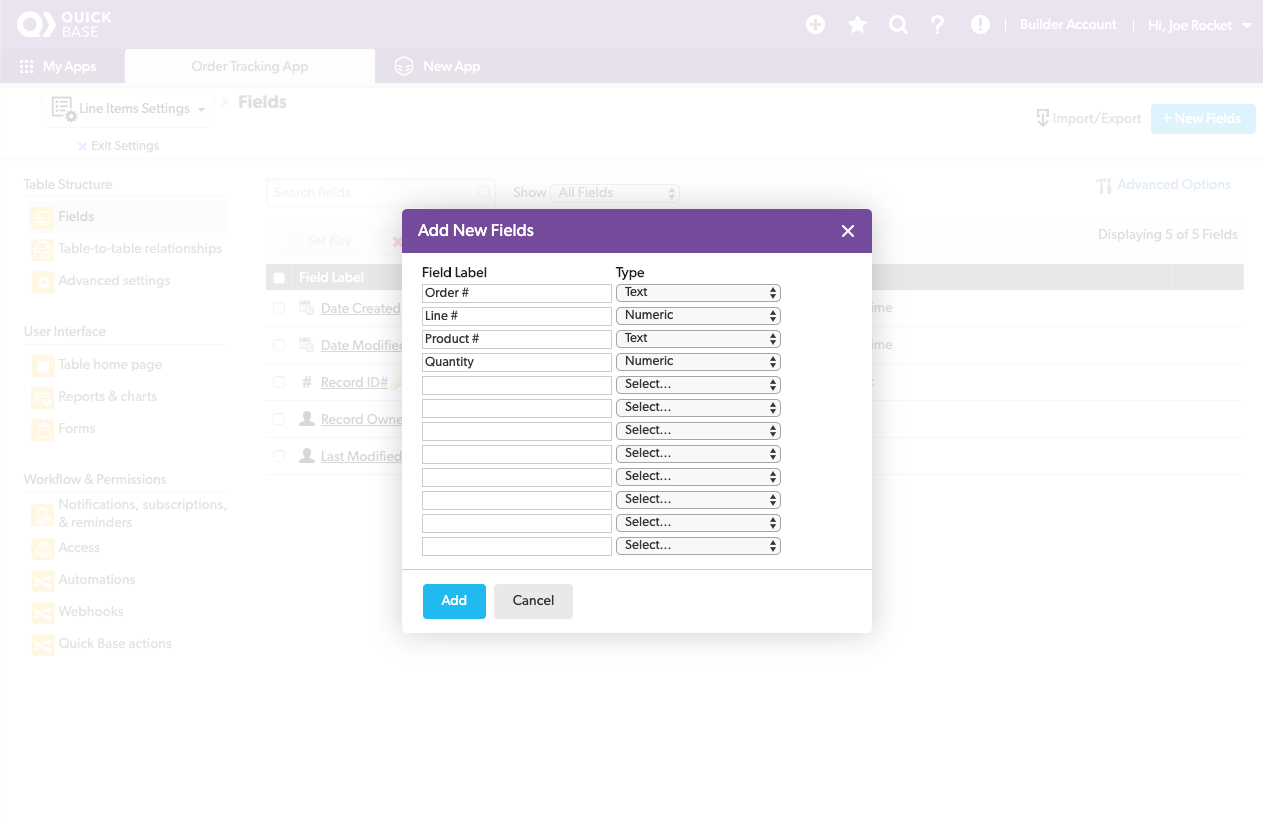 QUICK
BASE
Builder Account
Hi, Joe Rocket
My Apps
Order Tracking App
New App
Line Items Settings
Fields
Import/Export
+ New Fields
Exit Settings
Table Structure
Fields
Table-to-table relationships
Advanced settings
User Interface
Table home page
Reports & charts
Forms
Workflow & Permissions
Notifications, subscriptions,
& reminders
Access
Automations
Webhooks
Quick Base actions
Search fields
Show All Fields
Advanced Options
Set Key
Displaying 5 of 5 Fields
Field Label
Date Created
Date Modified
# Record ID#
Record Owne
Last Modified
Add New Fields
Field Label Type
Order # Text
Line # Numeric
Product # Text
Quantity Numeric
Select...
Select...
Select...
Select...
Select...
Select...
Select...
Select...
Add Cancel